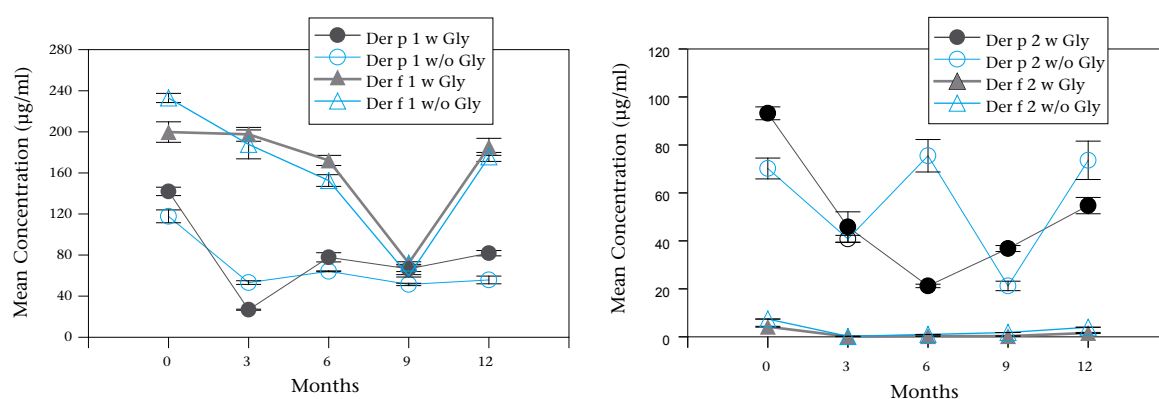 Der p 1 w Gly
Der p 1 w/o Gly
Der f 1 w Gly
Der f 1 w/o Gly
Mean Concentration (µg/ml)
280
240
200
160
120
80
40
0
0 3 6 9 12
Months
Der p 2 w Gly
Der p 2 w/o Gly
Der f 2 w Gly
Der f 2 w/o Gly
Mean Concentration (µg/ml)
120
100
80
60
40
20
0
0 3 6 9 12
Months